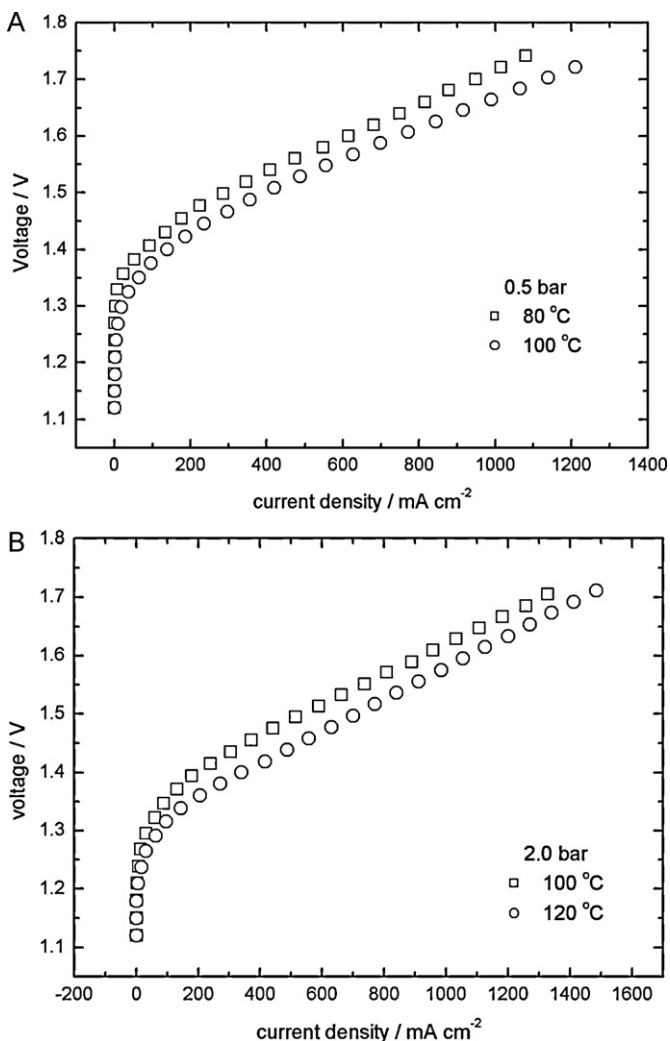 A
1.8
1.7
1.6
1.5
1.4
1.3
1.2
1.1
Voltage / V
0.5 bar
80 °C
100 °C
0 200 400 600 800 1000 1200 1400
current density / mA cm⁻²
B
1.8
1.7
1.6
1.5
1.4
1.3
1.2
1.1
voltage / V
2.0 bar
100 °C
120 °C
-200 0 200 400 600 800 1000 1200 1400 1600
current density / mA cm⁻²